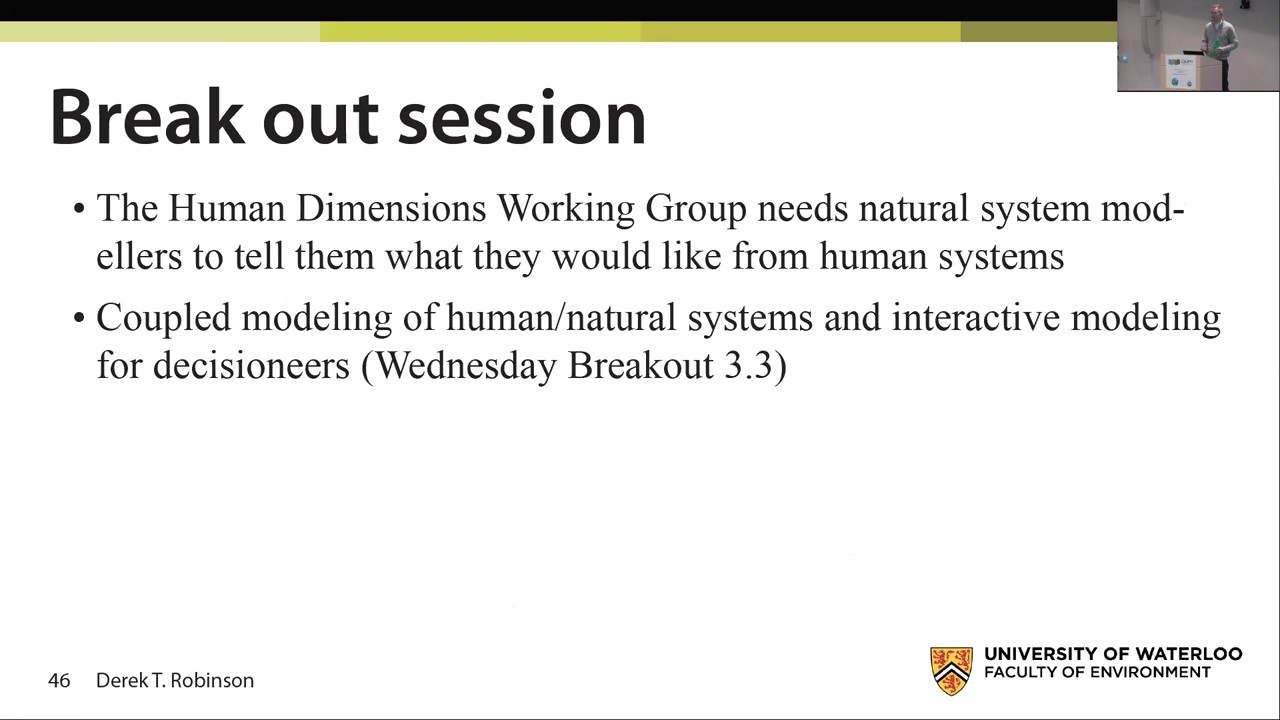 Break out session
• The Human Dimensions Working Group needs natural system mod-
ellers to tell them what they would like from human systems
• Coupled modeling of human/natural systems and interactive modeling
for decisioneers (Wednesday Breakout 3.3)
46 Derek T. Robinson
UNIVERSITY OF WATERLOO
FACULTY OF ENVIRONMENT